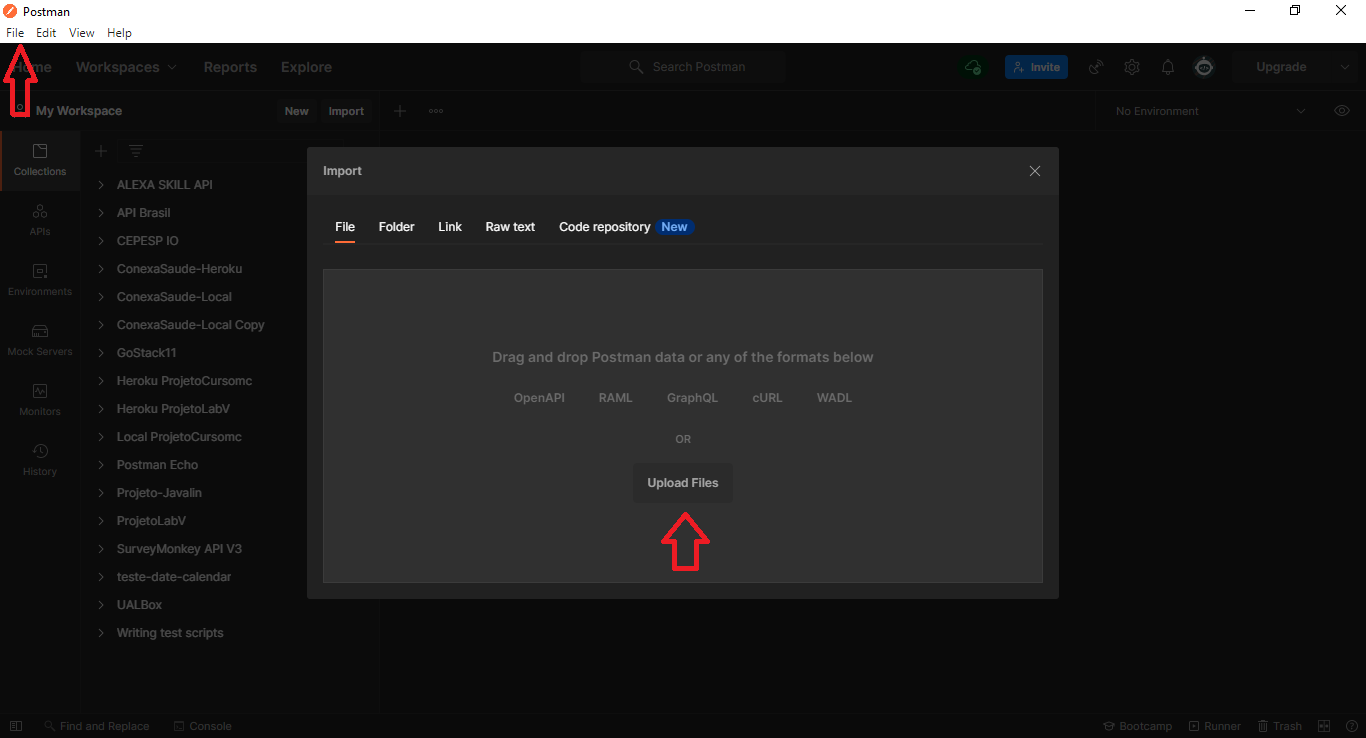 Postman
File Edit View Help
Home Workspaces Reports Explore Search Postman Invite Upgrade
My Workspace New Import No Environment
Collections
APIs
Environments
Mock Servers
Monitors
History
ALEXA SKILL API
API Brasil
CEPESP IO
ConexaSaude-Heroku
ConexaSaude-Local
ConexaSaude-Local Copy
GoStack11
Heroku ProjetoCursomc
Heroku ProjetoLabV
Local ProjetoCursomc
Postman Echo
Projeto-Javalin
ProjetoLabV
SurveyMonkey API V3
teste-date-calendar
UALBox
Writing test scripts
Import
File Folder Link Raw text Code repository New
Drag and drop Postman data or any of the formats below
OpenAPI RAML GraphQL cURL WADL
OR
Upload Files
Find and Replace Console Bootcamp Runner Trash